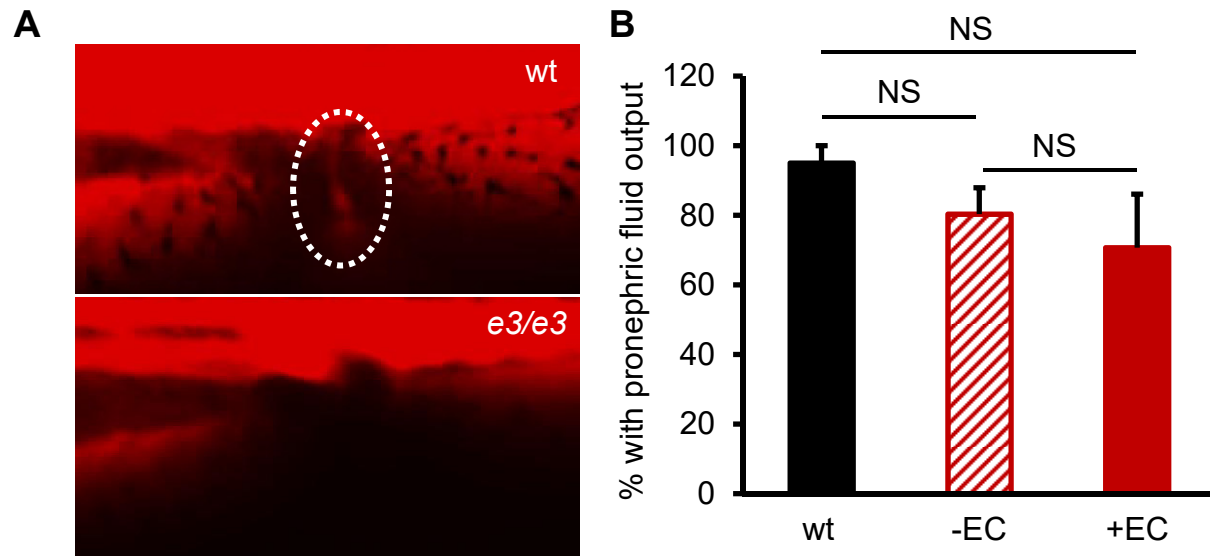 A
wt
e3/e3
B
% with pronephric fluid output
120
100
80
60
40
20
0
NS
NS
NS
wt
-EC
+EC